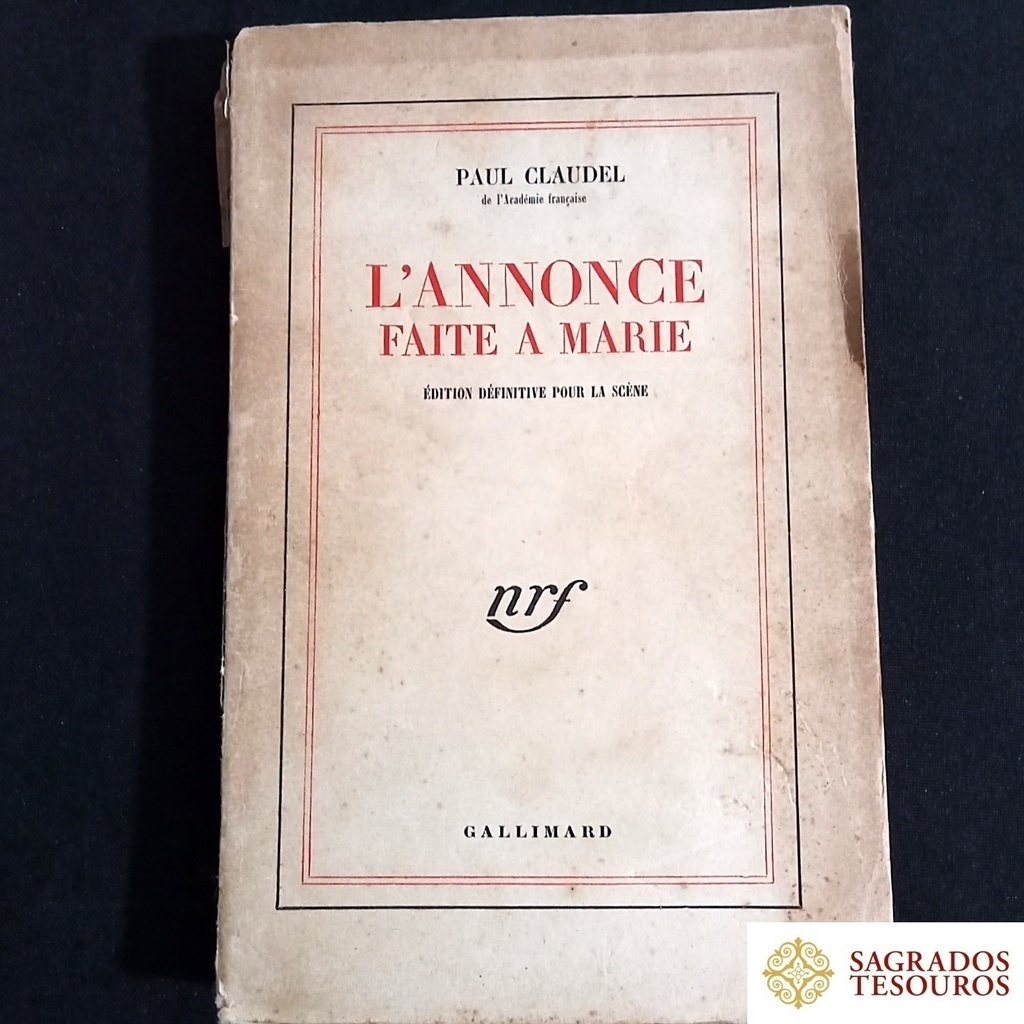 PAUL CLAUDEL
de l'Académie française
L'ANNONCE
FAITE A MARIE
ÉDITION DÉFINITIVE POUR LA SCÈNE
nrf
GALLIMARD
SAGRADOS
TESOUROS